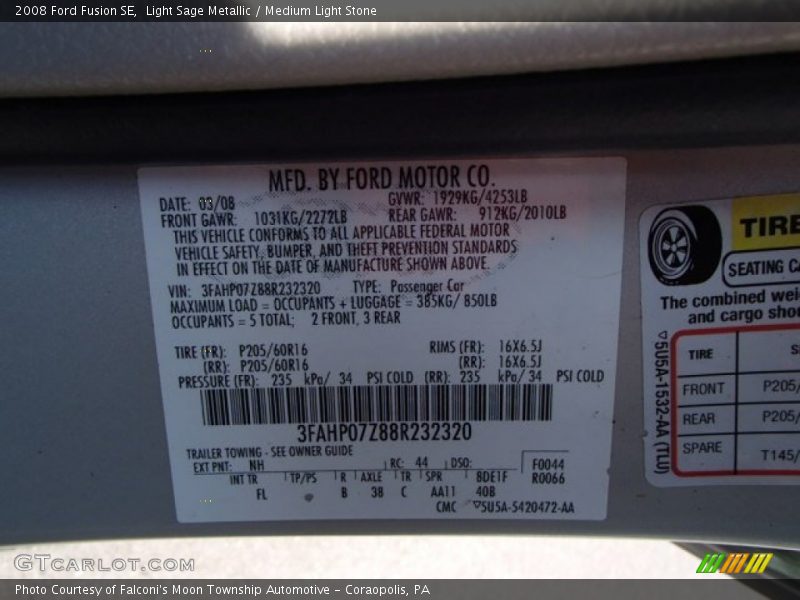 2008 Ford Fusion SE,  Light Sage Metallic / Medium Light Stone
MFD. BY FORD MOTOR CO.
DATE: 03/08 GVWR: 1929KG/4253LB
FRONT GAWR: 1031KG/2272LB REAR GAWR: 912KG/2010LB
THIS VEHICLE CONFORMS TO ALL APPLICABLE FEDERAL MOTOR
VEHICLE SAFETY, BUMPER, AND THEFT PREVENTION STANDARDS
IN EFFECT ON THE DATE OF MANUFACTURE SHOWN ABOVE.
VIN: 3FAHP07Z88R232320 TYPE: Passenger Car
MAXIMUM LOAD = OCCUPANTS + LUGGAGE = 385KG/ 850LB
OCCUPANTS = 5 TOTAL; 2 FRONT, 3 REAR
TIRE (FR): P205/60R16 RIMS (FR): 16X6.5J
(RR): P205/60R16 (RR): 16X6.5J
PRESSURE (FR): 235 kPa/ 34 PSI COLD (RR): 235 kPa/ 34 PSI COLD
3FAHP07Z88R232320
TRAILER TOWING - SEE OWNER GUIDE
EXT PNT: NH RC: 44 DSO: F0044
INT TR TP/PS R AXLE TR SPR 8DE1F R0066
FL B 38 C AA11 40B
CMC ▽5U5A-5420472-AA
TIRE
SEATING CA
The combined wei
and cargo shou
TIRE S
FRONT P205/
REAR P205/
SPARE T145/
▽5U5A-1532-AA (TLU)
GTCARLOT.COM
Photo Courtesy of Falconi's Moon Township Automotive - Coraopolis, PA